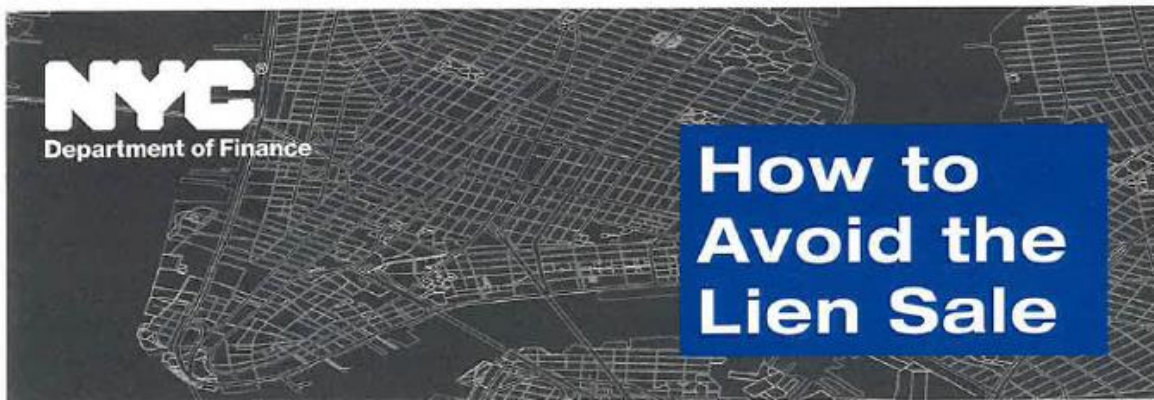 NYC®
Department of Finance
How to
Avoid the
Lien Sale